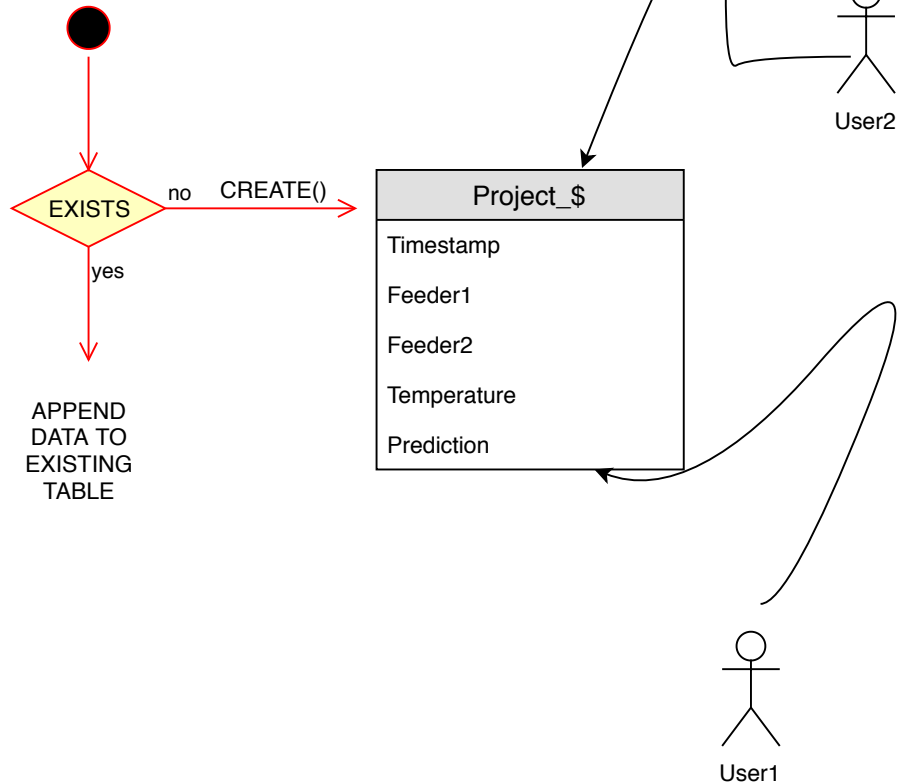 User2
EXISTS
no
CREATE()
yes
Project_$
Timestamp
Feeder1
Feeder2
Temperature
Prediction
APPEND
DATA TO
EXISTING
TABLE
User1